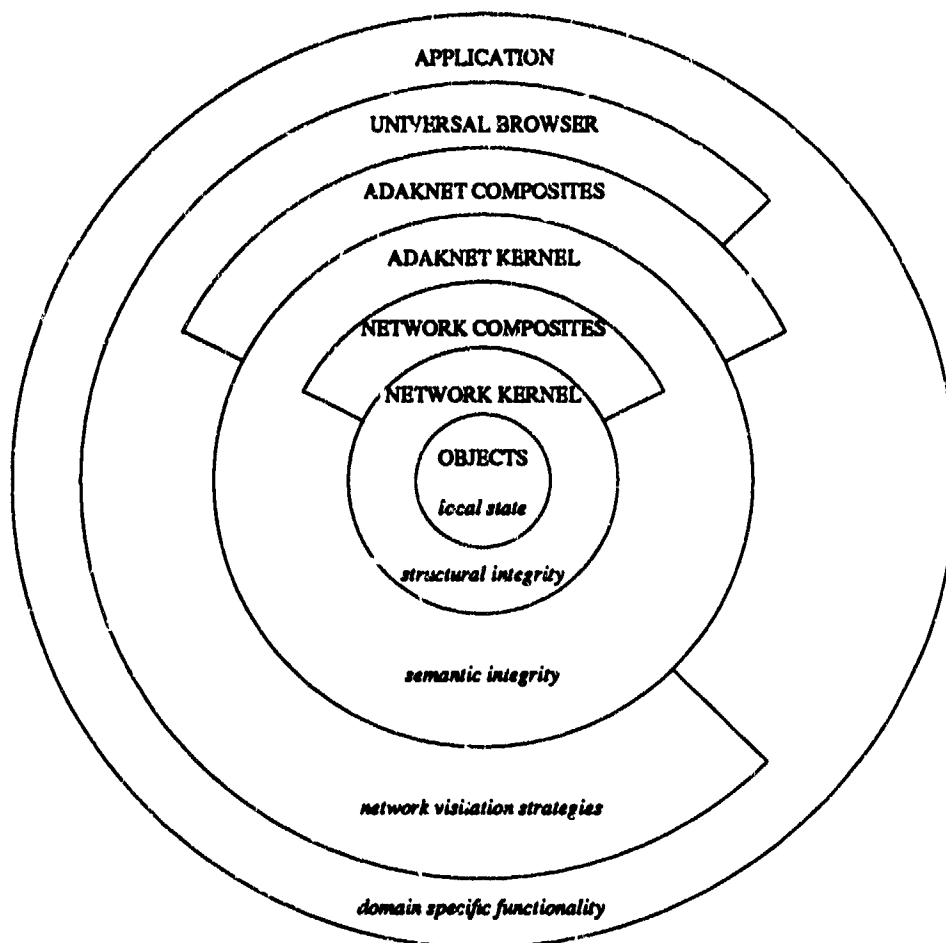 APPLICATION
UNIVERSAL BROWSER
ADAKNET COMPOSITES
ADAKNET KERNEL
NETWORK COMPOSITES
NETWORK KERNEL
OBJECTS
local state
structural integrity
semantic integrity
network visitation strategies
domain specific functionality